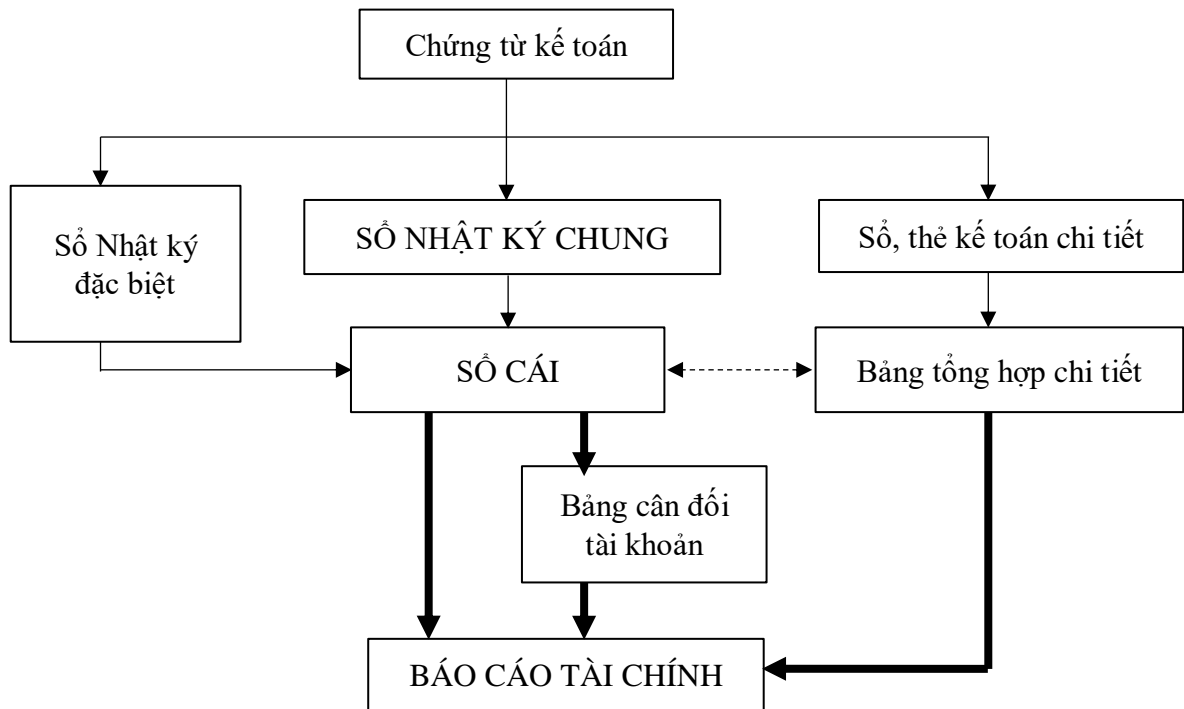 Chứng từ kế toán
Sổ Nhật ký
đặc biệt
SỔ NHẬT KÝ CHUNG
Sổ, thẻ kế toán chi tiết
SỔ CÁI
Bảng tổng hợp chi tiết
Bảng cân đối
tài khoản
BÁO CÁO TÀI CHÍNH